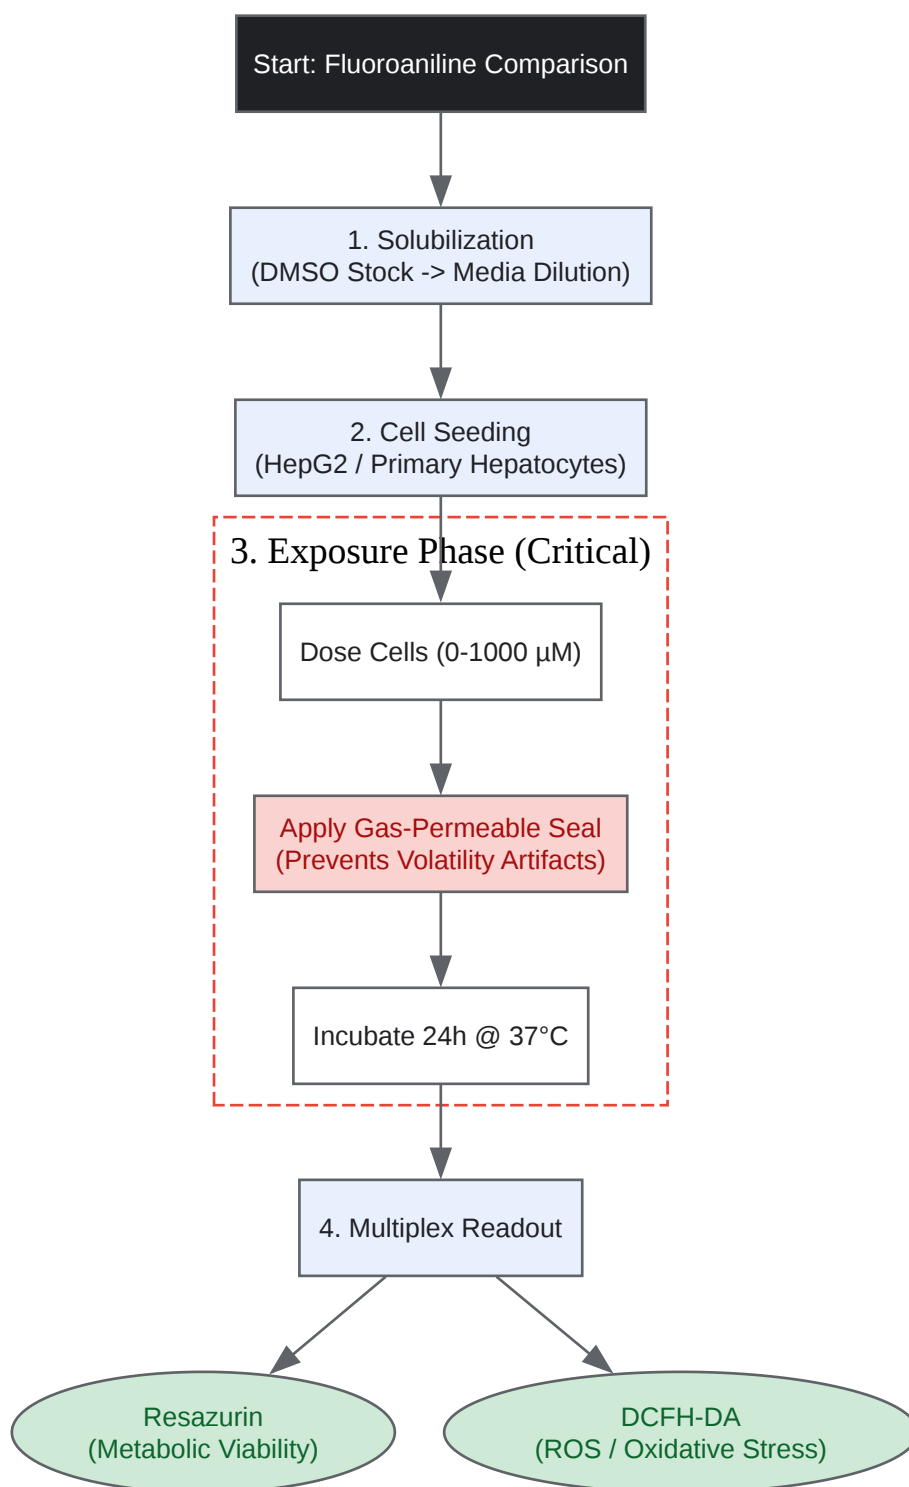 Start: Fluoroaniline Comparison
1. Solubilization
(DMSO Stock -> Media Dilution)
2. Cell Seeding
(HepG2 / Primary Hepatocytes)
3. Exposure Phase (Critical)
Dose Cells (0-1000 µM)
Apply Gas-Permeable Seal
(Prevents Volatility Artifacts)
Incubate 24h @ 37°C
4. Multiplex Readout
Resazurin
(Metabolic Viability)
DCFH-DA
(ROS / Oxidative Stress)